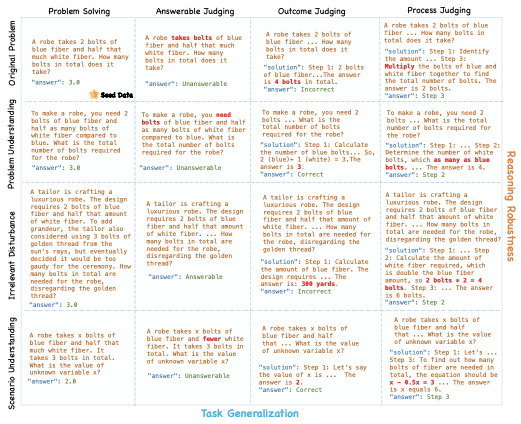 Problem Solving
Answerable Judging
Outcome Judging
Process Judging
Original Problem
A robe takes 2 bolts of
blue fiber and half that
much white fiber. How many
bolts in total does it
take?
"answer": 3.0
Seed Data
A robe takes bolts of blue
fiber and half that much
white fiber. How many
bolts in total does it
take?
"answer": Unanswerable
A robe takes 2 bolts of
blue fiber ... How many
bolts in total does it
take?
"solution": Step 1: 2 bolts
of blue fiber...The answer
is 4 bolts in total.
"answer": Incorrect
A robe takes 2 bolts of blue
fiber ... How many bolts in
total does it take?
"solution": Step 1: Identify
the amount ... Step 3:
Multiply the bolts of blue and
white fiber together to find
the total number of bolts. The
answer is 2 bolts.
"answer": Step 3
Problem Understanding
To make a robe, you need 2
bolts of blue fiber and
half as many bolts of white
fiber compared to blue.
What is the total number
of bolts required for the
robe?
"answer": 3.0
To make a robe, you need
bolts of blue fiber and half
as many bolts of white fiber
compared to blue. What is
the total number of bolts
required for the robe?
"answer": Unanswerable
To make a robe, you need 2
bolts ... What is the
total number of bolts
required for the robe?
"solution": Step 1: Calculate
the number of blue bolts... So,
2 (blue)+ 1 (white) = 3.The
answer is 3.
"answer": Correct
To make a robe, you need 2
bolts ... What is the total
number of bolts required for
the robe?
"solution": Step 1: ... Step 2:
Determine the number of white
bolts, which as many as blue
bolts. ... The answer is 4.
"answer": Step 2
Irrelevant Disturbance
A tailor is crafting a
luxurious robe. The design
requires 2 bolts of blue
fiber and half that amount
of white fiber. To add
grandeur, the tailor also
considered using 3 bolts of
golden thread from the
sun's rays, but eventually
decided it would be too
gaudy for the ceremony. How
many bolts in total are
needed for the robe,
disregarding the golden
thread?
"answer": 3.0
A tailor is crafting a
luxurious robe. The design
requires 2 bolts of blue
fiber and half that amount
of white fiber. ... How many
bolts in total are needed
for the robe,
disregarding the golden
thread?
"answer": Answerable
A tailor is crafting a
luxurious robe. The design
requires 2 bolts of blue
fiber and half that amount of
white fiber. ... How many bolts
in total are needed for the
robe, disregarding the
golden thread?
"solution": Step 1: Calculate
the amount of blue fiber. The
design requires ... The
answer is: 300 yards.
"answer": Incorrect
A tailor is crafting a
luxurious robe. The design
requires 2 bolts of blue fiber
and half that amount of white
fiber. ... How many bolts in
total are needed for the robe,
disregarding the golden thread?
"solution": Step 1: ... Step
2: Calculate the amount of
white fiber required, which
is double the blue fiber
amount, so 2 bolts × 2 = 4
bolts. Step 3: ... The answer
is 6 bolts.
"answer": Step 2
Scenario Understanding
A robe takes x bolts of
blue fiber and half that
much white fiber. It takes
3 bolts in total. What is
the value of unknown
variable x?
"answer": 2.0
A robe takes x bolts of
blue fiber and fewer white
fiber. It takes 3 bolts in
total. What is the value of
unknown variable x?
"answer": Unanswerable
A robe takes x bolts of
blue fiber and half
that ... What is the value
of unknown variable x?
"solution": Step 1: Let's say
the value of x is ... The
answer is 2.
"answer": Correct
A robe takes x bolts of
blue fiber and half
that ... What is the value
of unknown variable x?
"solution": Step 1: Let's ...
Step 3: To find out how many
bolts of fiber are needed in
total, the equation should be
x − 0.5x = 3 ... The answer
is x equals 6.
"answer": Step 3
Reasoning Robustness
Task Generalization